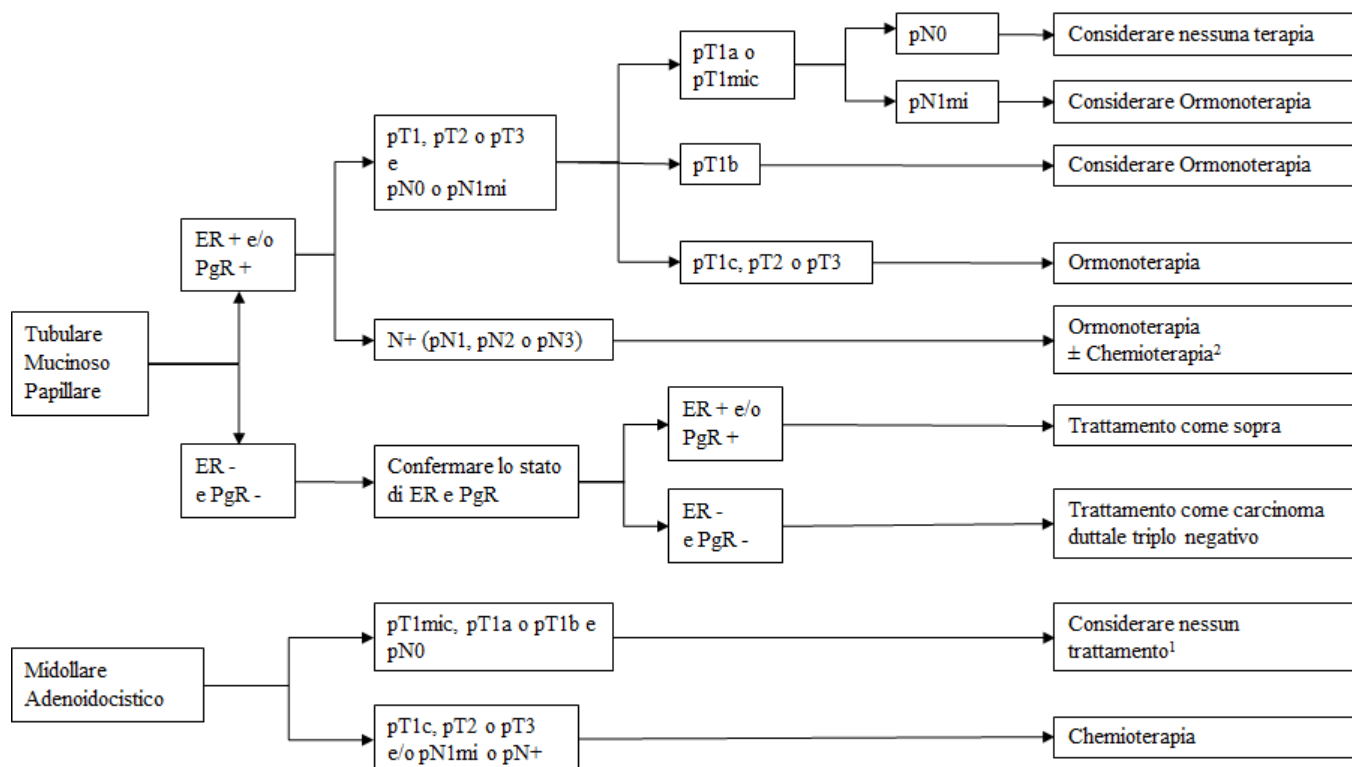 pT1a o
pT1mic
pN0
Considerare nessuna terapia
pN1mi
Considerare Ormonoterapia
pT1, pT2 o pT3
e
pN0 o pN1mi
pT1b
Considerare Ormonoterapia
ER + e/o
PgR +
pT1c, pT2 o pT3
Ormonoterapia
Tubulare
Mucinoso
Papillare
N+ (pN1, pN2 o pN3)
Ormonoterapia
± Chemioterapia²
ER + e/o
PgR +
Trattamento come sopra
ER -
e PgR -
Confermare lo stato
di ER e PgR
ER -
e PgR -
Trattamento come carcinoma
duttale triplo negativo
Midollare
Adenoidocistico
pT1mic, pT1a o pT1b e
pN0
Considerare nessun
trattamento¹
pT1c, pT2 o pT3
e/o pN1mi o pN+
Chemioterapia